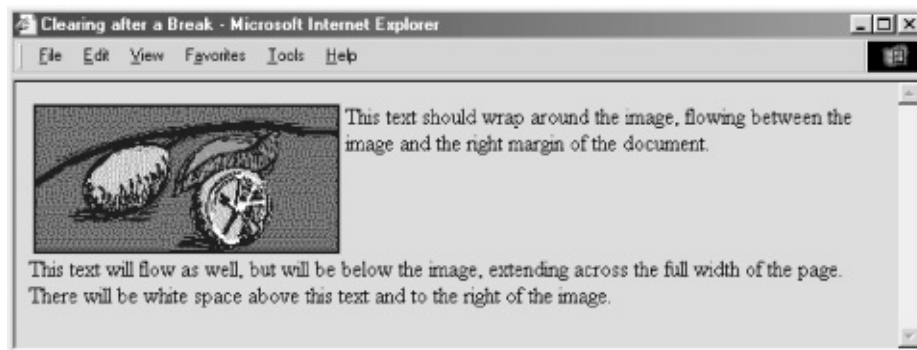 Clearing after a Break - Microsoft Internet Explorer
File Edit View Favorites Tools Help
This text should wrap around the image, flowing between the
image and the right margin of the document.
This text will flow as well, but will be below the image, extending across the full width of the page.
There will be white space above this text and to the right of the image.